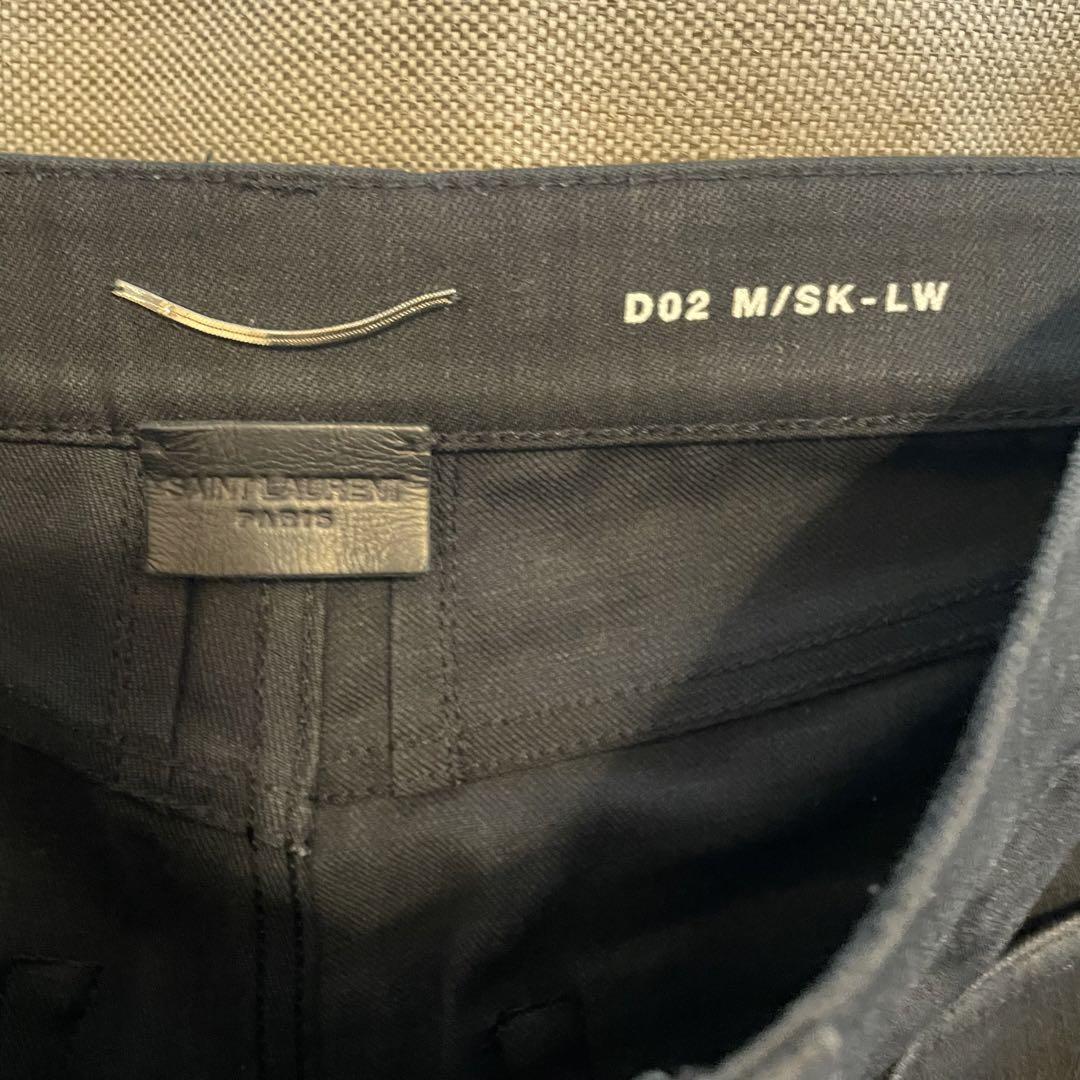 D02 M/SK-LW
SAINT LAURENT
PARIS